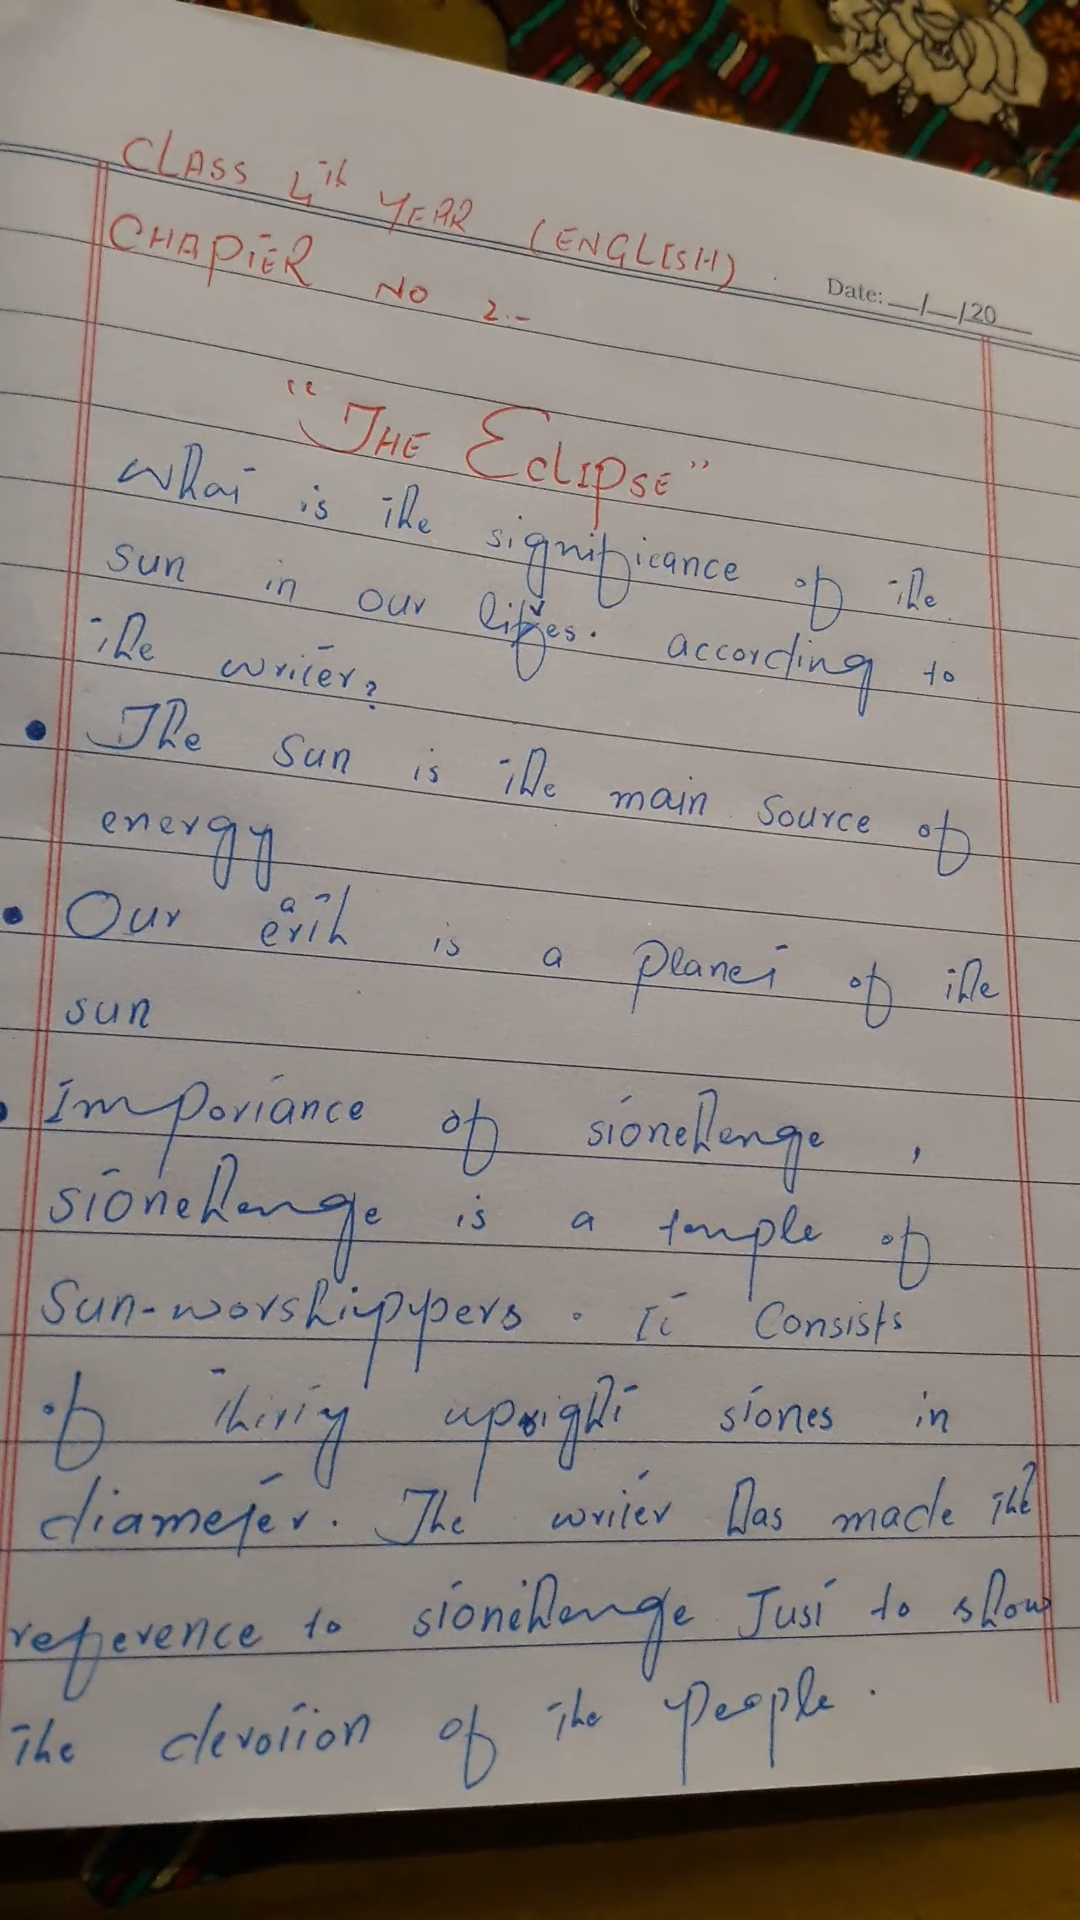 CLASS 4th YEAR (ENGLISH)
CHAPTER NO 2.-
Date: __/__/20__
"THE EClIPSE"
what is the significance of the
sun in our lives. according to
the writer?
• The sun is the main source of
energy
• Our earth is a planet of the
sun
• Importance of stonehenge ,
stonehenge is a temple of
Sun-worshippers. It Consists
of thirty upright stones in
diameter. The writer has made the
reference to stonehenge Just to show
the devotion of the people.